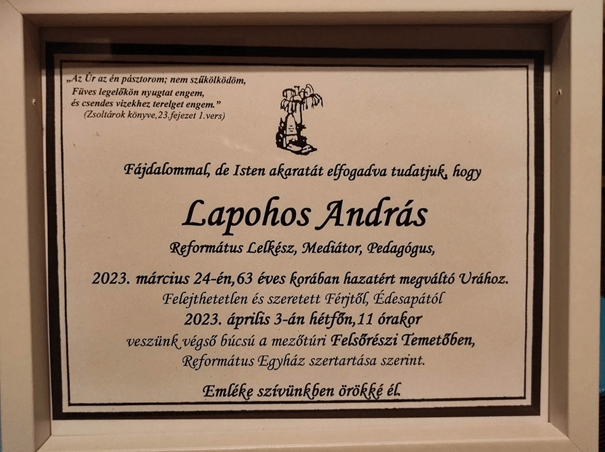 „Az Úr az én pásztorom; nem szűkölködöm,
Füves legelőkön nyugtat engem,
és csendes vizekhez terelget engem.”
(Zsoltárok könyve,23.fejezet 1.vers)
Fájdalommal, de Isten akaratát elfogadva tudatjuk, hogy
Lapohos András
Református Lelkész, Mediátor, Pedagógus,
2023. március 24-én,63 éves korában hazatért megváltó Urához.
Felejthetetlen és szeretett Férjtől, Édesapától
2023. április 3-án hétfőn,11 órakor
veszünk végső búcsú a mezőtúri Felsőrészi Temetőben,
Református Egyház szertartása szerint.
Emléke szívünkben örökké él.